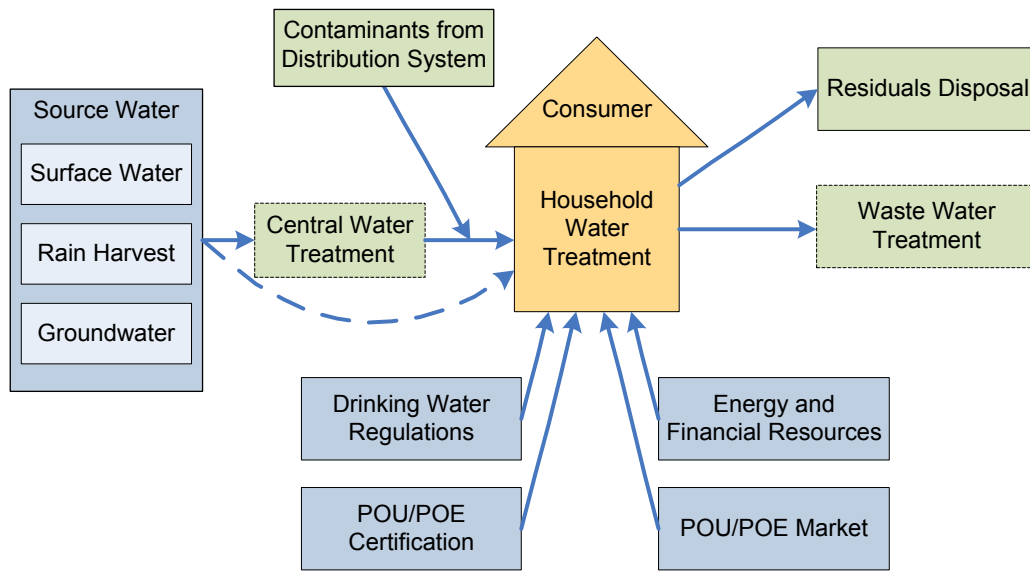 Contaminants from
Distribution System
Source Water
Surface Water
Rain Harvest
Groundwater
Central Water
Treatment
Consumer
Household
Water
Treatment
Residuals Disposal
Waste Water
Treatment
Drinking Water
Regulations
Energy and
Financial Resources
POU/POE
Certification
POU/POE Market